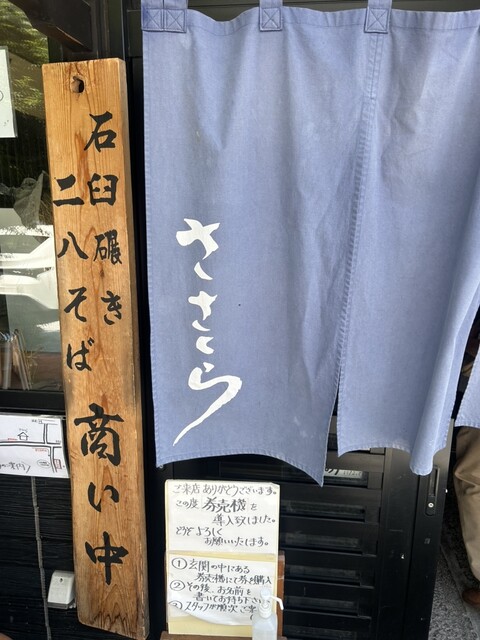 石臼碾き
二八そば
商い中
ささら
ご来店ありがとうございます。
この度 券売機を
導入致しました。
どうぞよろしく
お願いいたします。
① 玄関の中にある
券売機にて券を購入
② その後、お名前を
書いてお待ち下さい
スタッフが順次ご案
谷